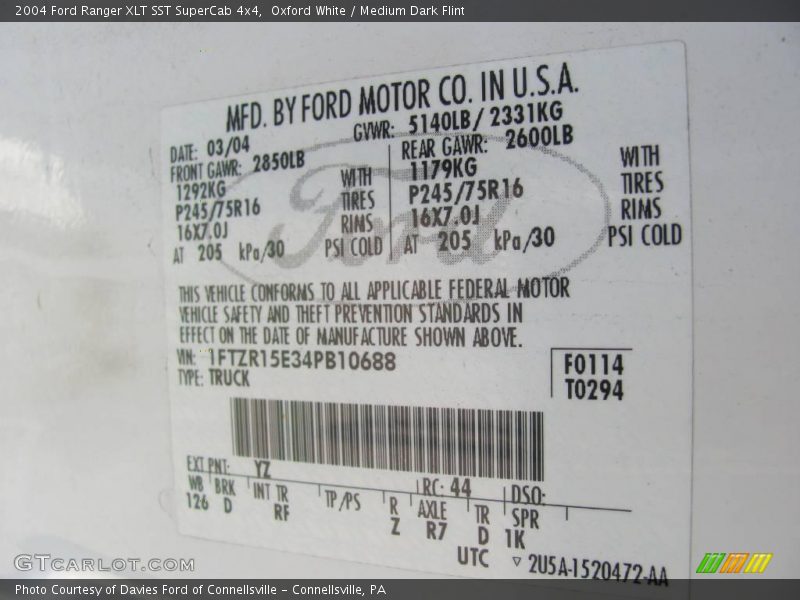 2004 Ford Ranger XLT SST SuperCab 4x4, Oxford White / Medium Dark Flint
MFD. BY FORD MOTOR CO. IN U.S.A.
DATE: 03/04 GVWR: 5140LB / 2331KG
FRONT GAWR: 2850LB REAR GAWR: 2600LB
1292KG WITH 1179KG WITH
P245/75R16 TIRES P245/75R16 TIRES
16X7.0J RIMS 16X7.0J RIMS
AT 205 kPa/30 PSI COLD AT 205 kPa/30 PSI COLD
Ford
THIS VEHICLE CONFORMS TO ALL APPLICABLE FEDERAL MOTOR
VEHICLE SAFETY AND THEFT PREVENTION STANDARDS IN
EFFECT ON THE DATE OF MANUFACTURE SHOWN ABOVE.
VIN: 1FTZR15E34PB10688 F0114
TYPE: TRUCK T0294
EXT PNT: YZ RC: 44 DSO:
WB BRK INT TR TP/PS R AXLE TR SPR
126 D RF Z R7 D 1K
UTC ▽ 2U5A-1520472-AA
GTCarLot.com
Photo Courtesy of Davies Ford of Connellsville – Connellsville, PA